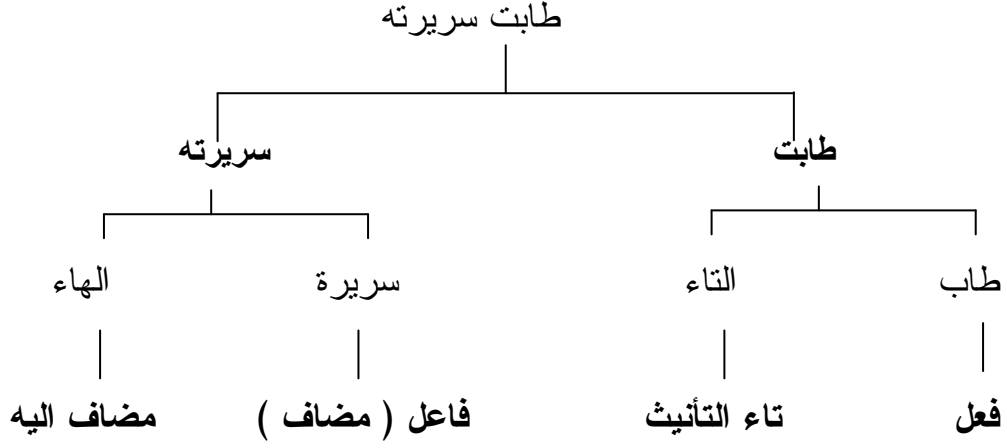 طابت سريرته
طابت سريرته
طاب التاء سريرة الهاء
فعل تاء التأنيث فاعل ( مضاف ) مضاف اليه